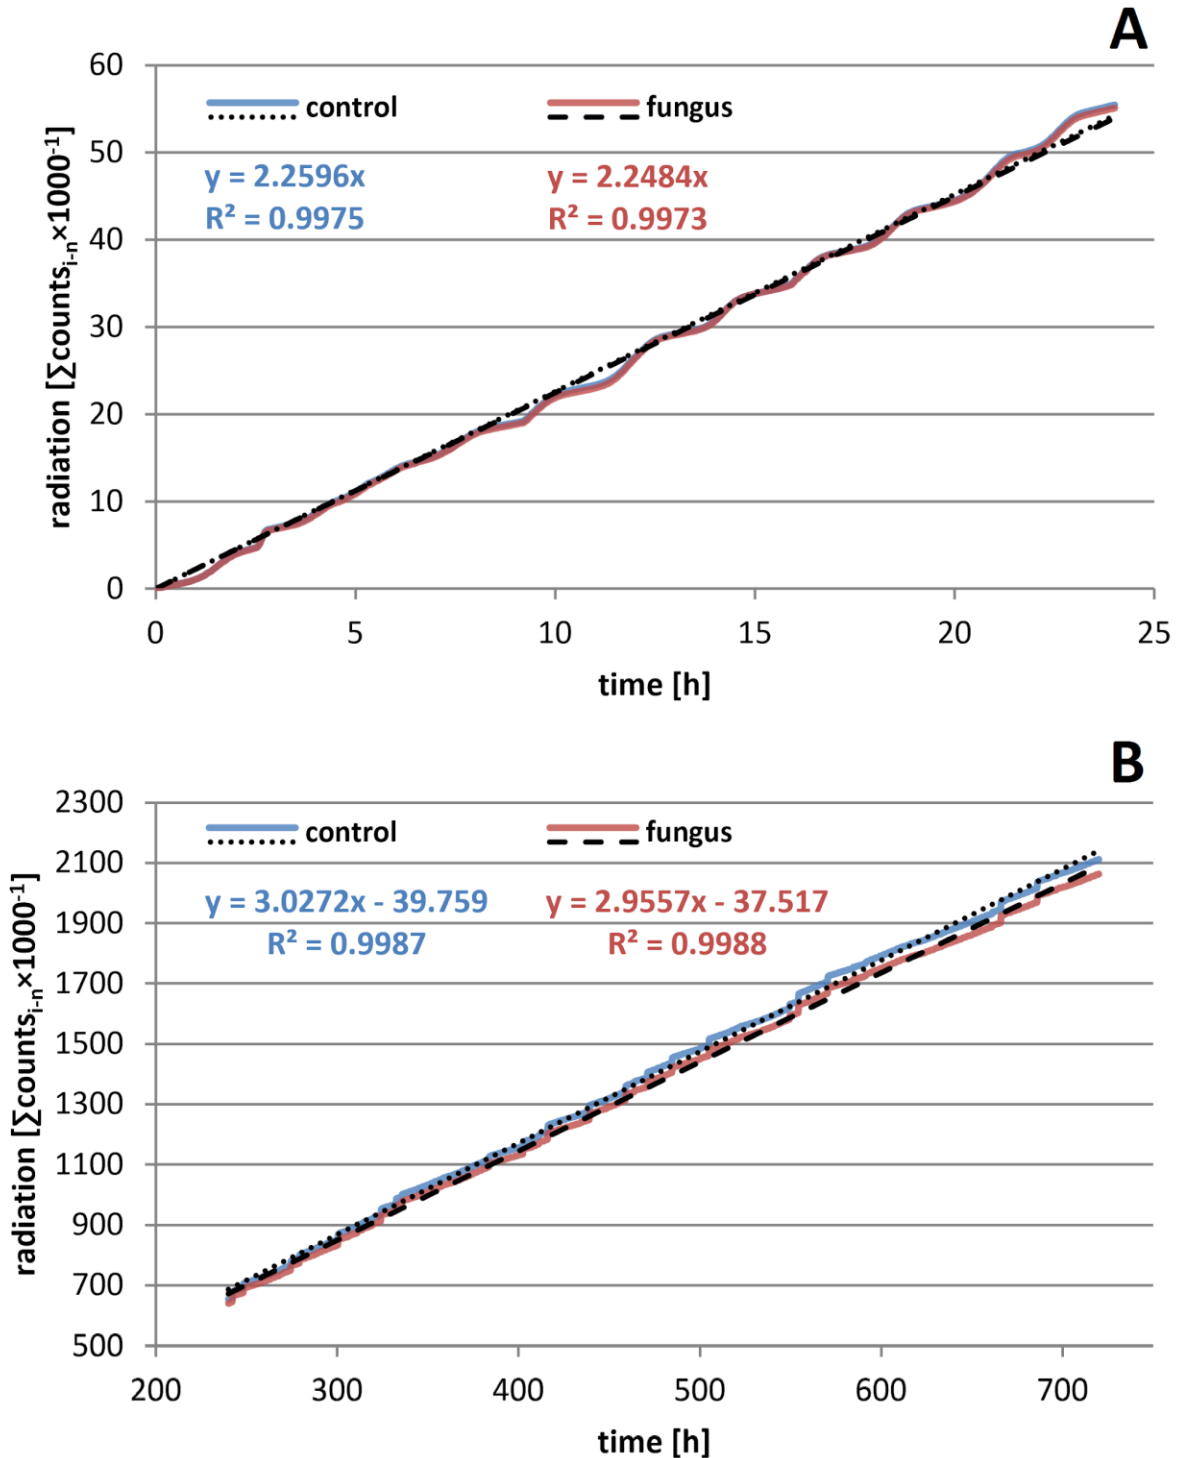 A
60
50
40
30
20
10
0
radiation [∑counts_i-n×1000^-1]
control
fungus
y = 2.2596x
y = 2.2484x
R² = 0.9975
R² = 0.9973
0 5 10 15 20 25
time [h]
B
2300
2100
1900
1700
1500
1300
1100
900
700
500
radiation [∑counts_i-n×1000^-1]
control
fungus
y = 3.0272x - 39.759
y = 2.9557x - 37.517
R² = 0.9987
R² = 0.9988
200 300 400 500 600 700
time [h]